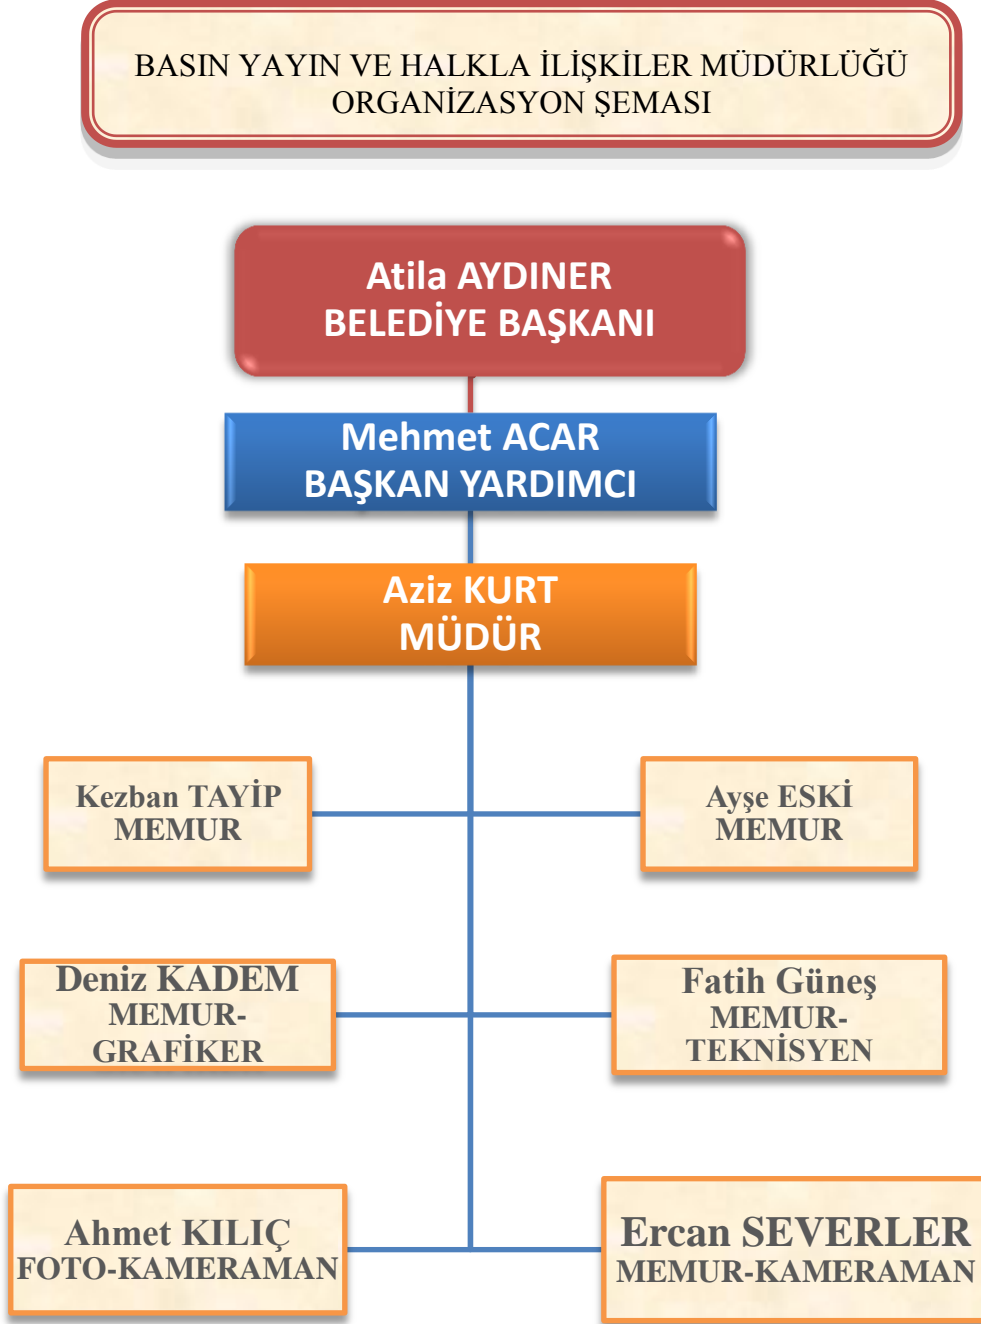 BASIN YAYIN VE HALKLA İLİŞKİLER MÜDÜRLÜĞÜ
ORGANİZASYON ŞEMASI
Atila AYDINER
BELEDİYE BAŞKANI
Mehmet ACAR
BAŞKAN YARDIMCI
Aziz KURT
MÜDÜR
Kezban TAYİP
MEMUR
Ayşe ESKİ
MEMUR
Deniz KADEM
MEMUR-
GRAFİKER
Fatih Güneş
MEMUR-
TEKNİSYEN
Ahmet KILIÇ
FOTO-KAMERAMAN
Ercan SEVERLER
MEMUR-KAMERAMAN